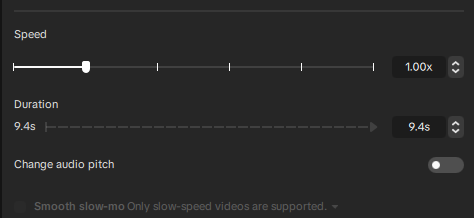 Speed
1.00x
Duration
9.4s 9.4s
Change audio pitch
Smooth slow-mo Only slow-speed videos are supported.